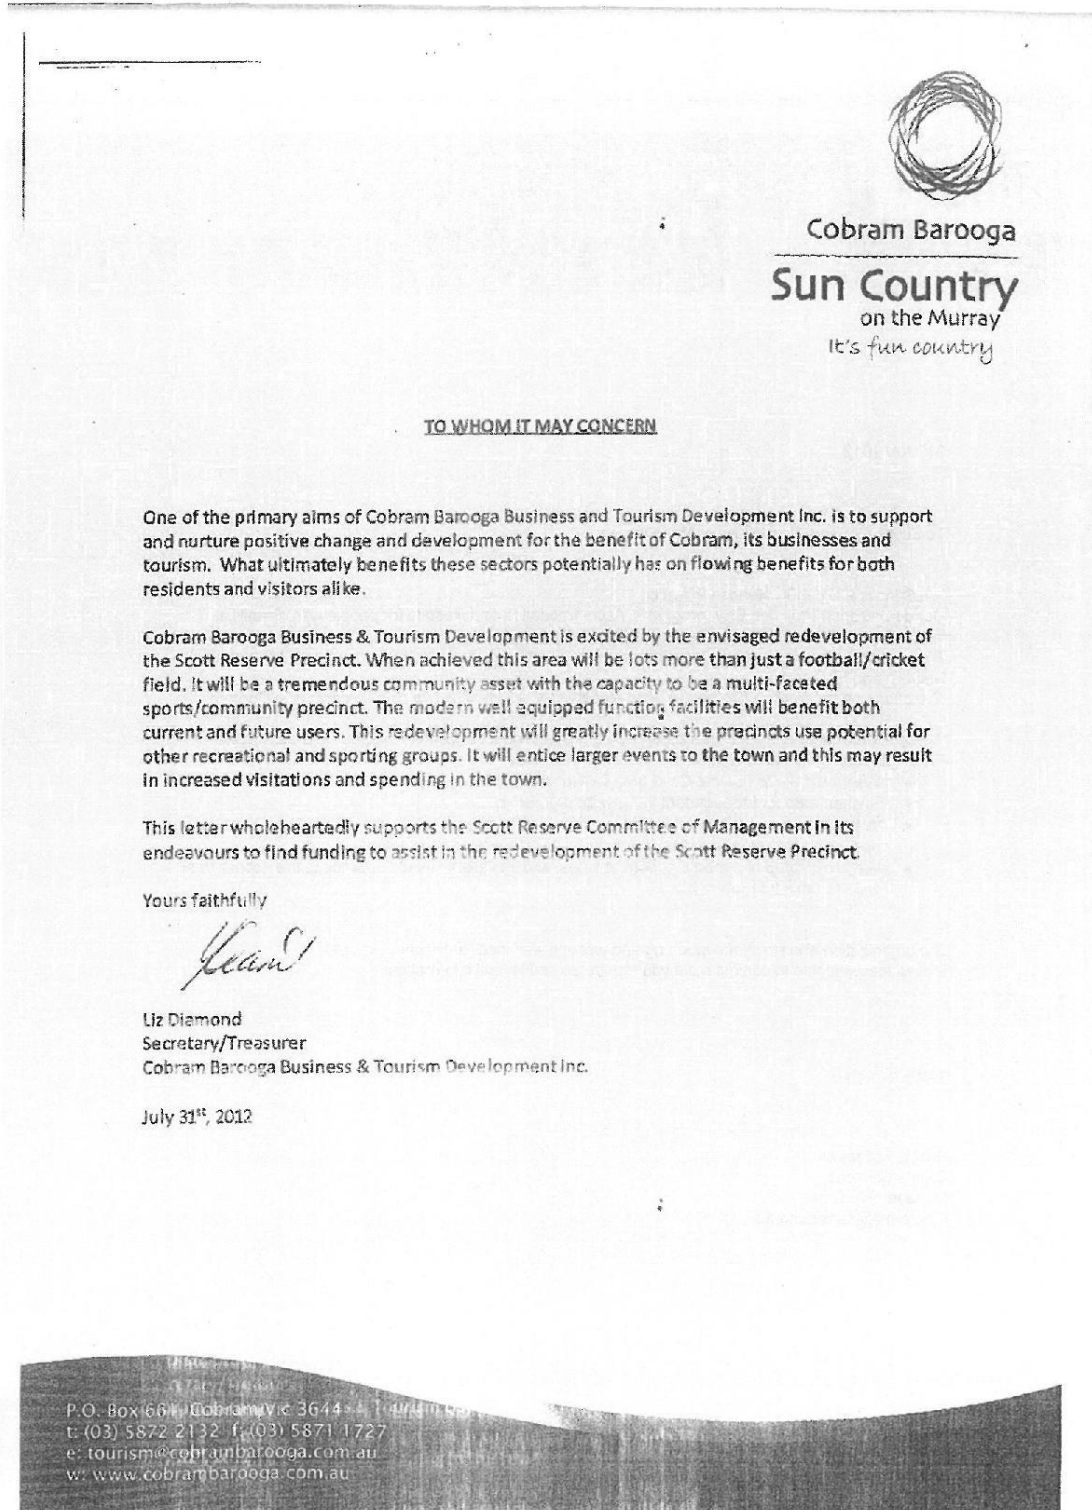 Cobram Barooga
Sun Country
on the Murray
It's fun country
TO WHOM IT MAY CONCERN
One of the primary aims of Cobram Barooga Business and Tourism Development Inc. is to support
and nurture positive change and development for the benefit of Cobram, its businesses and
tourism. What ultimately benefits these sectors potentially has on flowing benefits for both
residents and visitors alike.
Cobram Barooga Business & Tourism Development is excited by the envisaged redevelopment of
the Scott Reserve Precinct. When achieved this area will be lots more than just a football/cricket
field. It will be a tremendous community asset with the capacity to be a multi-faceted
sports/community precinct. The modern well equipped function facilities will benefit both
current and future users. This redevelopment will greatly increase the precincts use potential for
other recreational and sporting groups. It will entice larger events to the town and this may result
in increased visitations and spending in the town.
This letter wholeheartedly supports the Scott Reserve Committee of Management in its
endeavours to find funding to assist in the redevelopment of the Scott Reserve Precinct.
Yours faithfully
Liz Diamond
Secretary/Treasurer
Cobram Barooga Business & Tourism Development Inc.
July 31st, 2012
P.O. Box Cobram Vic 3644
t: (03) 5872 2132 f: (03) 5871 1727
e: tourism@cobrambarooga.com.au
w: www.cobrambarooga.com.au